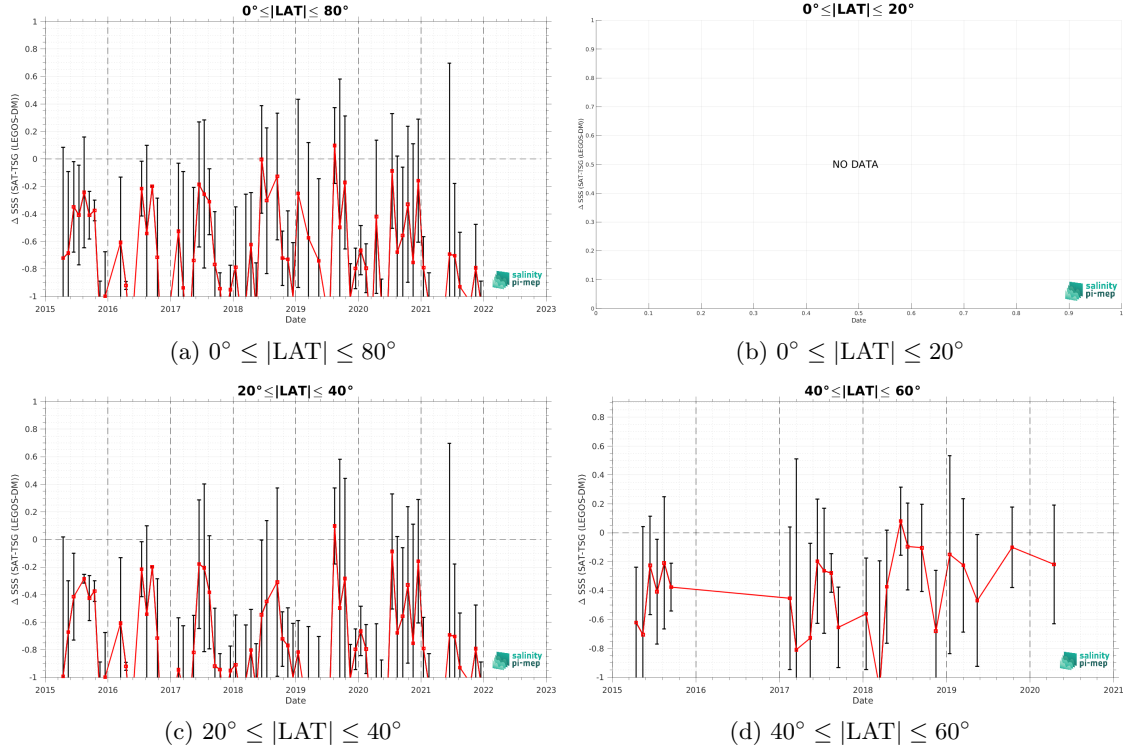 0°≤|LAT|≤ 80°
1
0.8
0.6
0.4
0.2
0
-0.2
-0.4
-0.6
-0.8
-1
Δ SSS (SAT-TSG (LEGOS-DM))
2015 2016 2017 2018 2019 2020 2021 2022 2023
Date
salinity
pi-mep
(a) 0° ≤ |LAT| ≤ 80°
0°≤|LAT|≤ 20°
1
0.9
0.8
0.7
0.6
0.5
0.4
0.3
0.2
0.1
0
Δ SSS (SAT-TSG (LEGOS-DM))
NO DATA
0 0.1 0.2 0.3 0.4 0.5 0.6 0.7 0.8 0.9 1
Date
salinity
pi-mep
(b) 0° ≤ |LAT| ≤ 20°
20°≤|LAT|≤ 40°
1
0.8
0.6
0.4
0.2
0
-0.2
-0.4
-0.6
-0.8
-1
Δ SSS (SAT-TSG (LEGOS-DM))
2015 2016 2017 2018 2019 2020 2021 2022 2023
Date
salinity
pi-mep
(c) 20° ≤ |LAT| ≤ 40°
40°≤|LAT|≤ 60°
0.8
0.6
0.4
0.2
0
-0.2
-0.4
-0.6
-0.8
-1
Δ SSS (SAT-TSG (LEGOS-DM))
2015 2016 2017 2018 2019 2020 2021
Date
salinity
pi-mep
(d) 40° ≤ |LAT| ≤ 60°